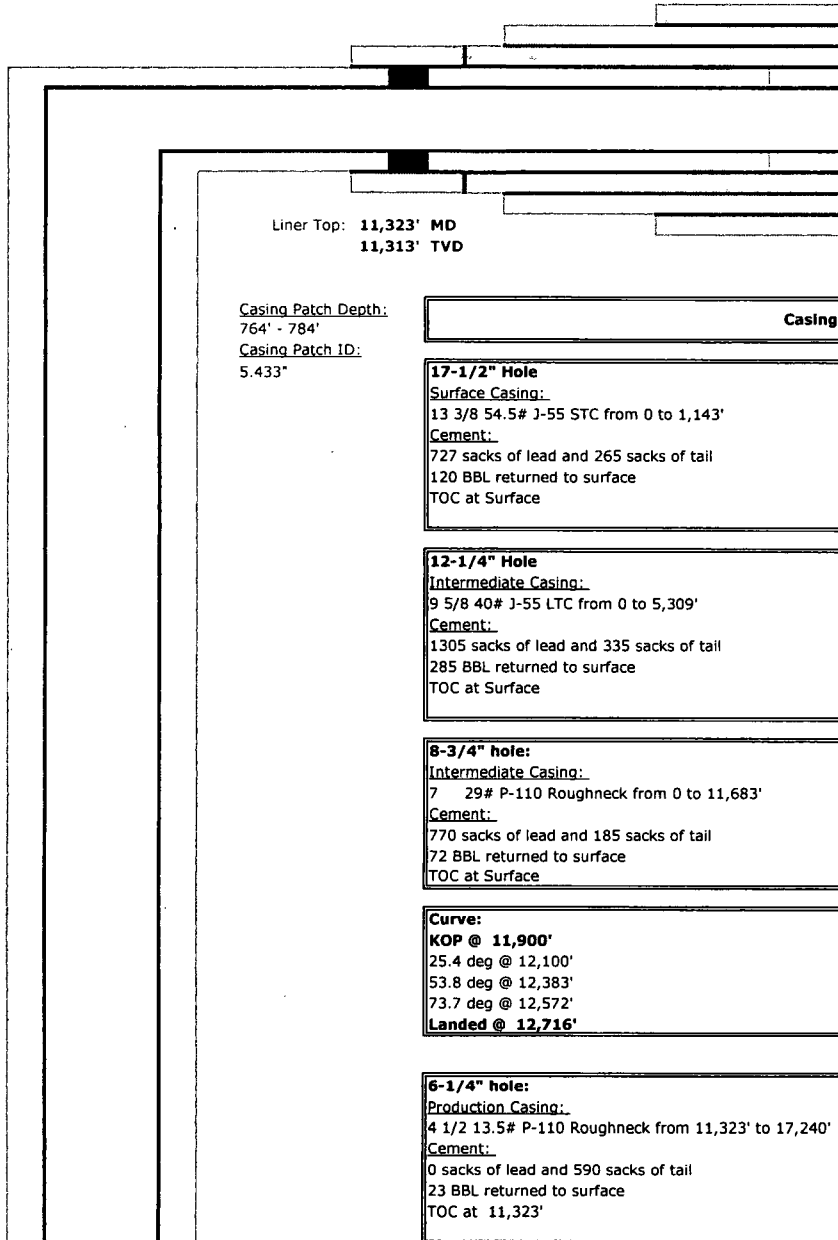 Liner Top: 11,323' MD
11,313' TVD
Casing Patch Depth:
764' - 784'
Casing Patch ID:
5.433"
Casing
17-1/2" Hole
Surface Casing:
13 3/8 54.5# J-55 STC from 0 to 1,143'
Cement:
727 sacks of lead and 265 sacks of tail
120 BBL returned to surface
TOC at Surface
12-1/4" Hole
Intermediate Casing:
9 5/8 40# J-55 LTC from 0 to 5,309'
Cement:
1305 sacks of lead and 335 sacks of tail
285 BBL returned to surface
TOC at Surface
8-3/4" hole:
Intermediate Casing:
7 29# P-110 Roughneck from 0 to 11,683'
Cement:
770 sacks of lead and 185 sacks of tail
72 BBL returned to surface
TOC at Surface
Curve:
KOP @ 11,900'
25.4 deg @ 12,100'
53.8 deg @ 12,383'
73.7 deg @ 12,572'
Landed @ 12,716'
6-1/4" hole:
Production Casing:
4 1/2 13.5# P-110 Roughneck from 11,323' to 17,240'
Cement:
0 sacks of lead and 590 sacks of tail
23 BBL returned to surface
TOC at 11,323'